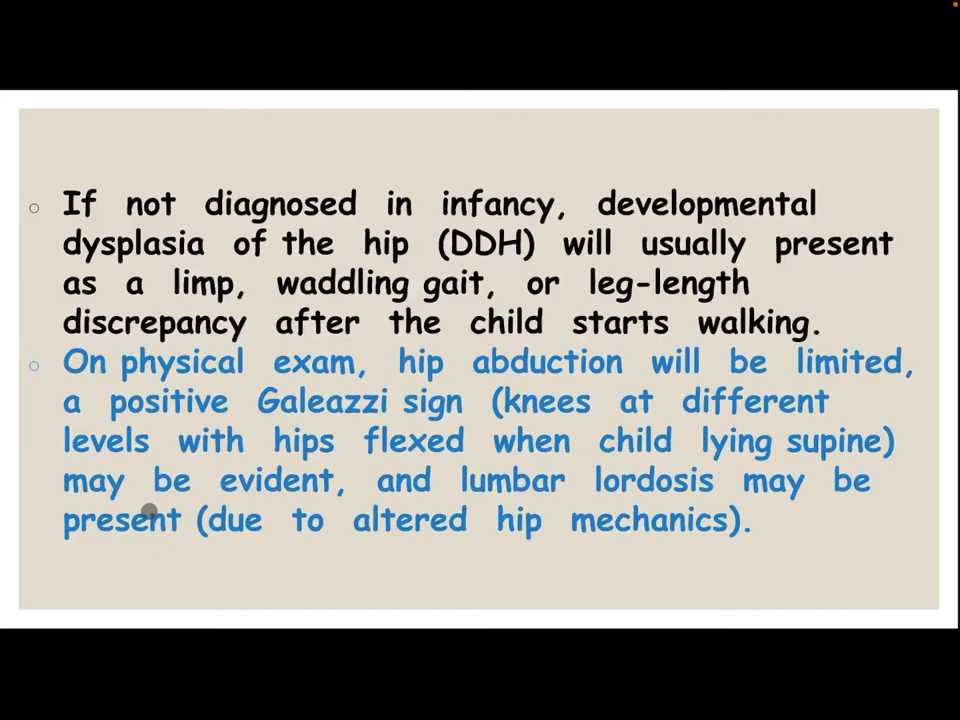 If not diagnosed in infancy, developmental
dysplasia of the hip (DDH) will usually present
as a limp, waddling gait, or leg-length
discrepancy after the child starts walking.
On physical exam, hip abduction will be limited,
a positive Galeazzi sign (knees at different
levels with hips flexed when child lying supine)
may be evident, and lumbar lordosis may be
present (due to altered hip mechanics).